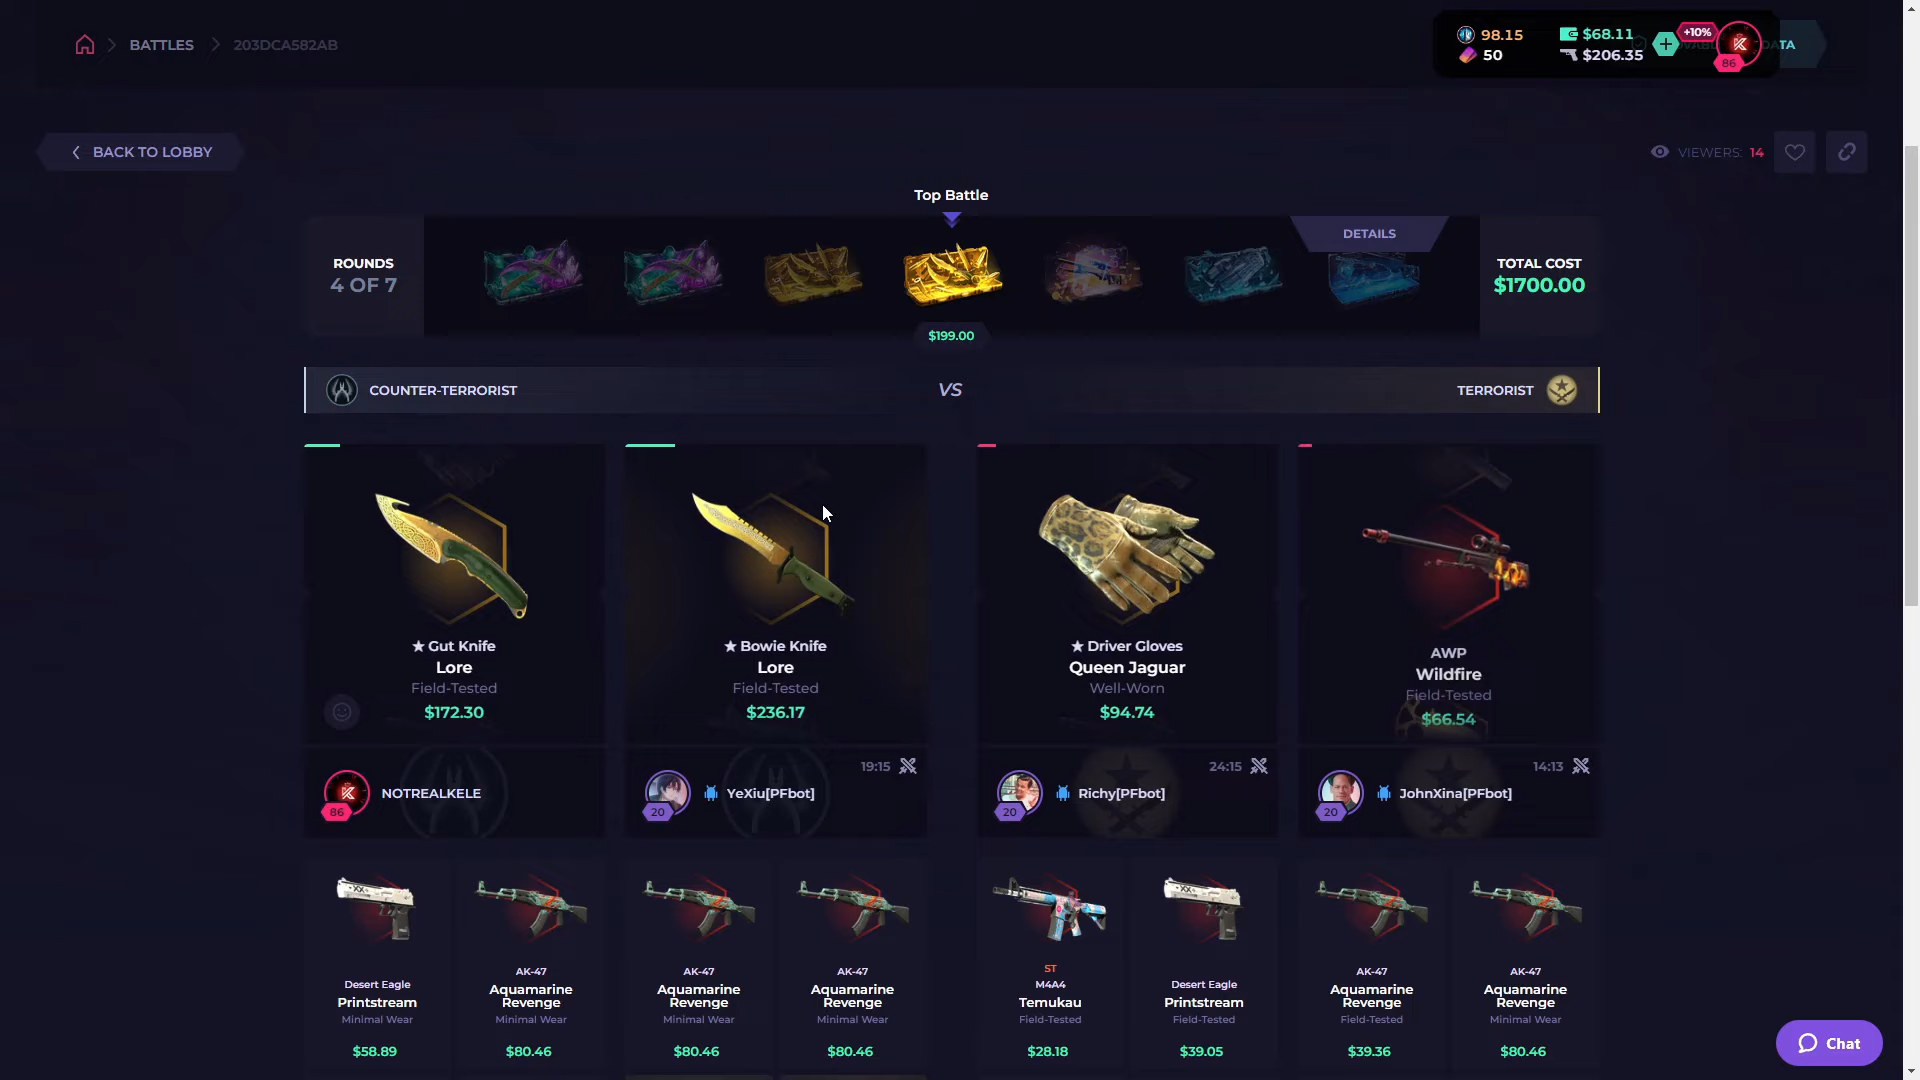 BATTLES
203DCA582AB
98.15
$68.11
+10%
50
$206.35
86
BACK TO LOBBY
VIEWERS: 14
Top Battle
ROUNDS
4 OF 7
DETAILS
TOTAL COST
$1700.00
$199.00
COUNTER-TERRORIST
VS
TERRORIST
★ Gut Knife
Lore
Field-Tested
$172.30
★ Bowie Knife
Lore
Field-Tested
$236.17
★ Driver Gloves
Queen Jaguar
Well-Worn
$94.74
AWP
Wildfire
Field-Tested
$66.54
NOTREALKELE
86
19:15
YeXiu[PFbot]
20
24:15
Richy[PFbot]
20
14:13
JohnXina[PFbot]
20
Desert Eagle
Printstream
Minimal Wear
$58.89
AK-47
Aquamarine
Revenge
Minimal Wear
$80.46
AK-47
Aquamarine
Revenge
Minimal Wear
$80.46
AK-47
Aquamarine
Revenge
Minimal Wear
$80.46
ST
M4A4
Temukau
Field-Tested
$28.18
Desert Eagle
Printstream
Field-Tested
$39.05
AK-47
Aquamarine
Revenge
Field-Tested
$39.36
AK-47
Aquamarine
Revenge
Minimal Wear
$80.46
Chat